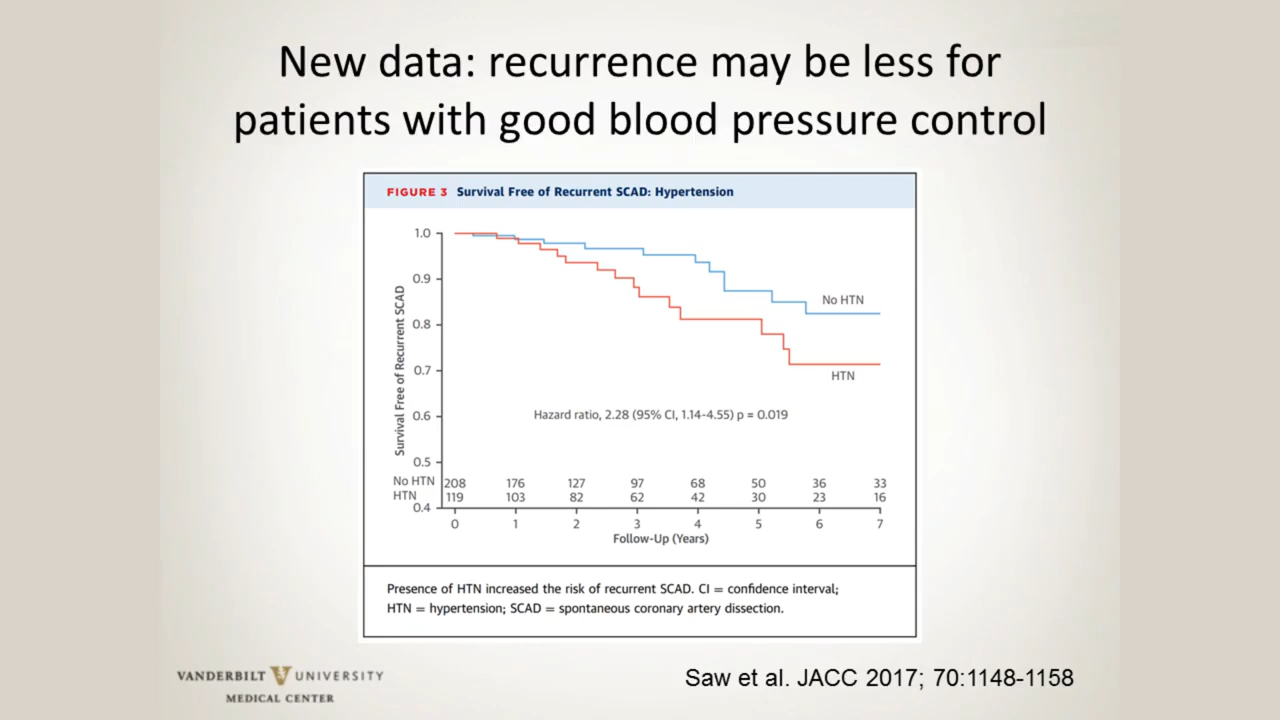 New data: recurrence may be less for
patients with good blood pressure control
FIGURE 3 Survival Free of Recurrent SCAD: Hypertension
Survival Free of Recurrent SCAD
1.0
0.9
0.8
0.7
0.6
0.5
0.4
No HTN
HTN
Hazard ratio, 2.28 (95% CI, 1.14-4.55) p = 0.019
No HTN 208 176 127 97 68 50 36 33
HTN 119 103 82 62 42 30 23 16
0 1 2 3 4 5 6 7
Follow-Up (Years)
Presence of HTN increased the risk of recurrent SCAD. CI = confidence interval;
HTN = hypertension; SCAD = spontaneous coronary artery dissection.
VANDERBILT V UNIVERSITY
MEDICAL CENTER
Saw et al. JACC 2017; 70:1148-1158